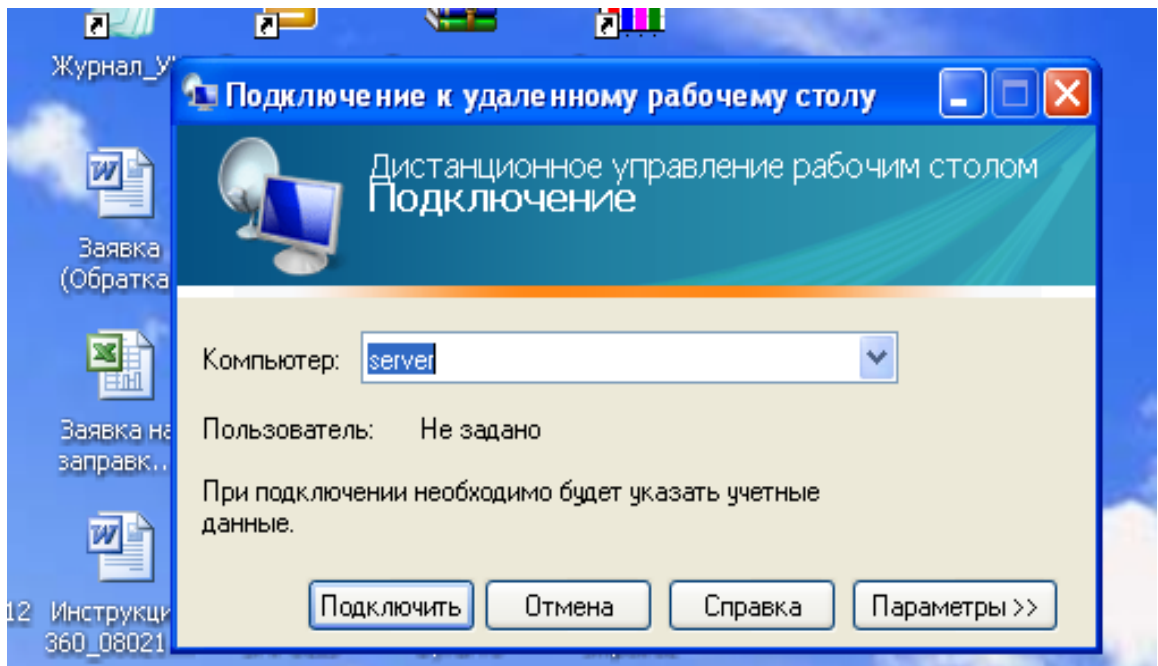 Журнал_У
Подключение к удаленному рабочему столу
Дистанционное управление рабочим столом
Подключение
Заявка
(Обратка
Компьютер: server
Заявка на
заправк...
Пользователь: Не задано
При подключении необходимо будет указать учетные
данные.
12 Инструкци
360_08021
Подключить Отмена Справка Параметры >>